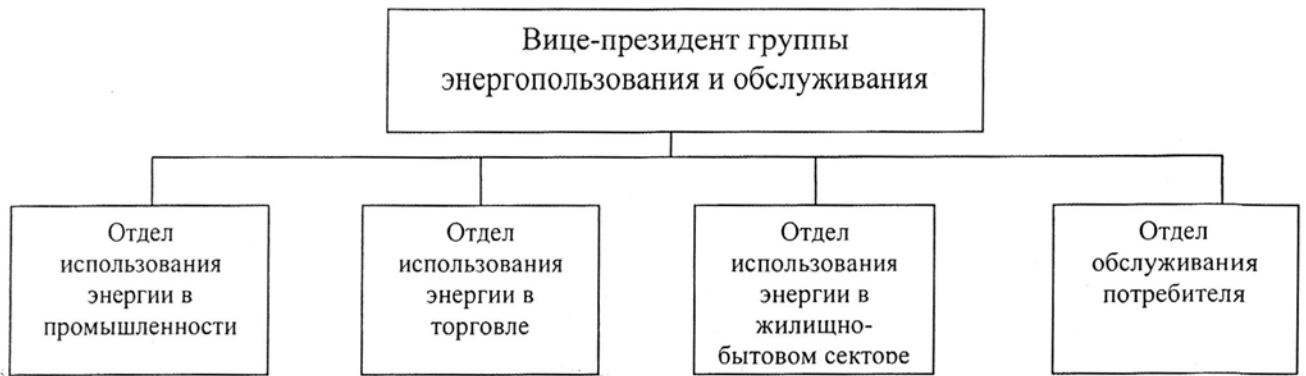 Вице-президент группы
энергопользования и обслуживания
Отдел
использования
энергии в
промышленности
Отдел
использования
энергии в
торговле
Отдел
использования
энергии в
жилищно-
бытовом секторе
Отдел
обслуживания
потребителя